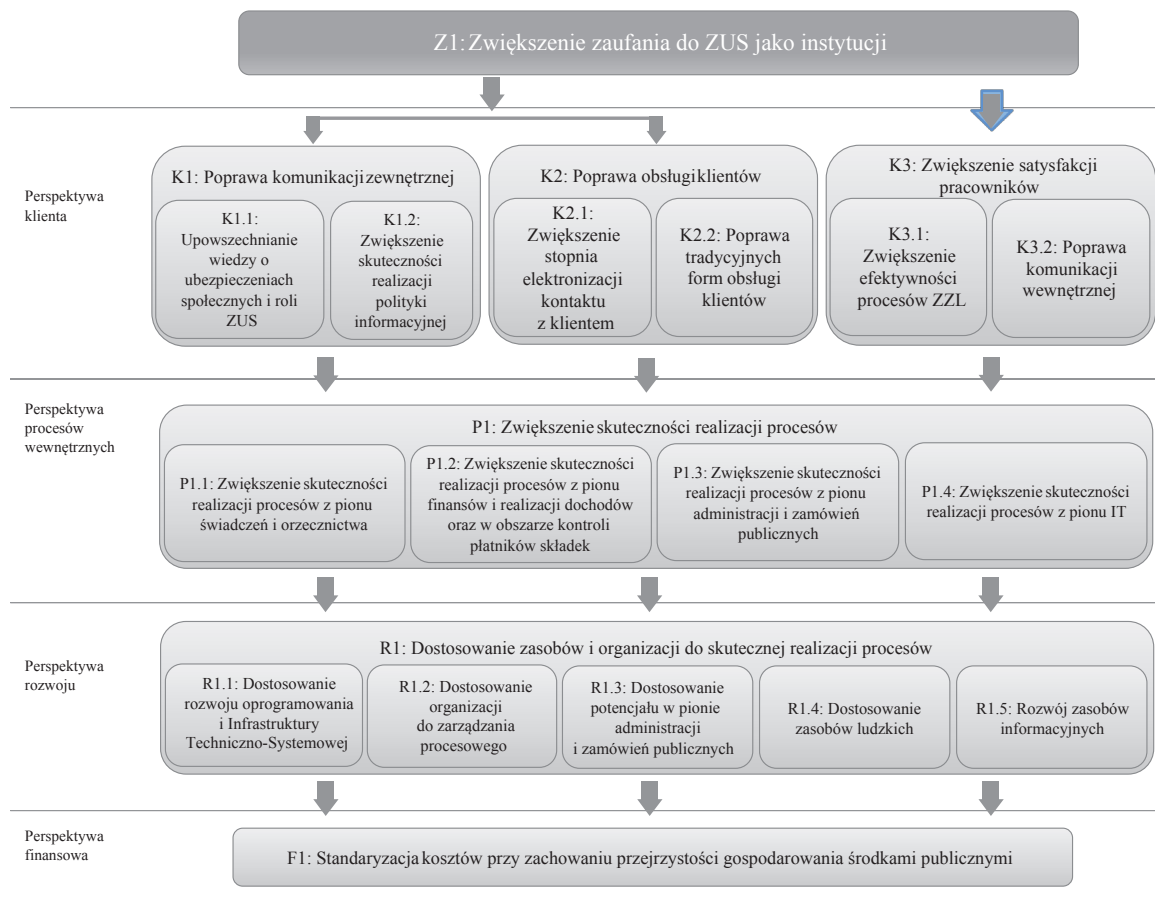 Z1: Zwiększenie zaufania do ZUS jako instytucji
Perspektywa
klienta
K1: Poprawa komunikacji zewnętrznej
K1.1:
Upowszechnianie
wiedzy o
ubezpieczeniach
społecznych i roli
ZUS
K1.2:
Zwiększenie
skuteczności
realizacji
polityki
informacyjnej
K2: Poprawa obsługi klientów
K2.1:
Zwiększenie
stopnia
elektronizacji
kontaktu
z klientem
K2.2: Poprawa
tradycyjnych
form obsługi
klientów
K3: Zwiększenie satysfakcji
pracowników
K3.1:
Zwiększenie
efektywności
procesów ZZL
K3.2: Poprawa
komunikacji
wewnętrznej
Perspektywa
procesów
wewnętrznych
P1: Zwiększenie skuteczności realizacji procesów
P1.1: Zwiększenie skuteczności
realizacji procesów z pionu
świadczeń i orzecznictwa
P1.2: Zwiększenie skuteczności
realizacji procesów z pionu
finansów i realizacji dochodów
oraz w obszarze kontroli
płatników składek
P1.3: Zwiększenie skuteczności
realizacji procesów z pionu
administracji i zamówień
publicznych
P1.4: Zwiększenie skuteczności
realizacji procesów z pionu IT
Perspektywa
rozwoju
R1: Dostosowanie zasobów i organizacji do skutecznej realizacji procesów
R1.1: Dostosowanie
rozwoju oprogramowania
i Infrastruktury
Techniczno-Systemowej
R1.2: Dostosowanie
organizacji
do zarządzania
procesowego
R1.3: Dostosowanie
potencjału w pionie
administracji
i zamówień publicznych
R1.4: Dostosowanie
zasobów ludzkich
R1.5: Rozwój zasobów
informacyjnych
Perspektywa
finansowa
F1: Standaryzacja kosztów przy zachowaniu przejrzystości gospodarowania środkami publicznymi